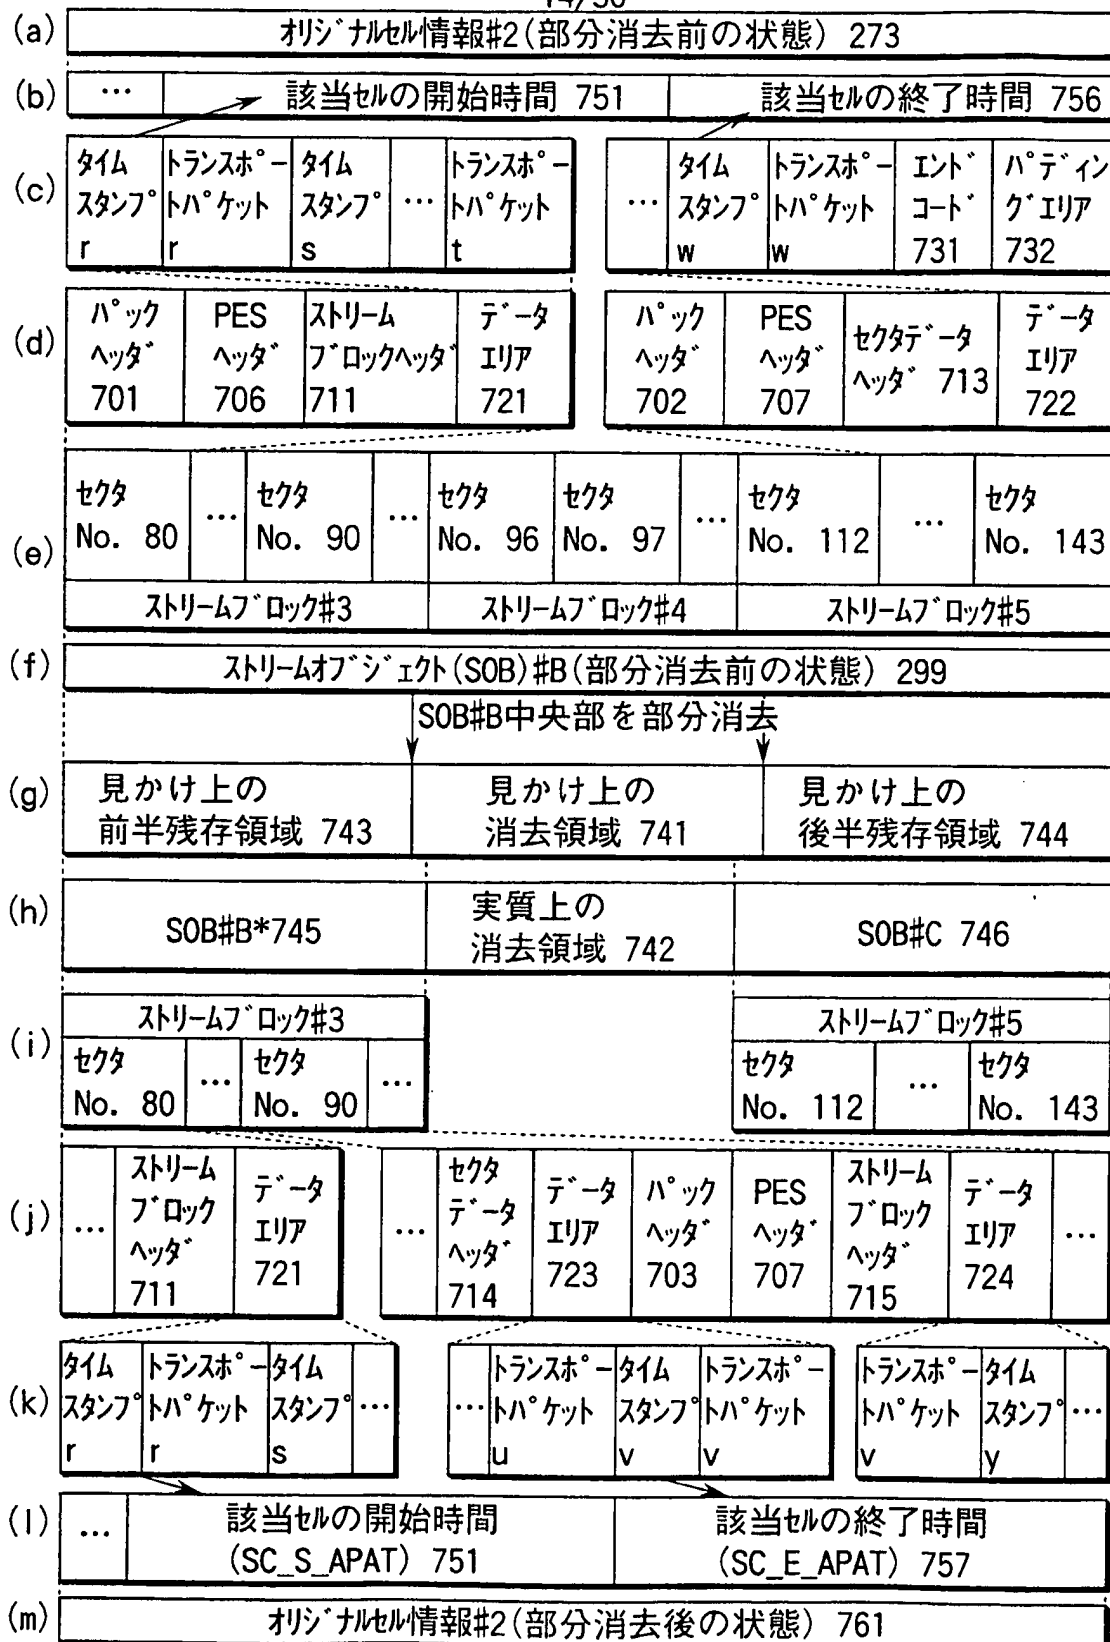 14/50
(a) オリジナルセル情報#2(部分消去前の状態) 273
(b) … 該当セルの開始時間 751 該当セルの終了時間 756
(c)
タイム
スタンプ
r
トランスポー
トパケット
r
タイム
スタンプ
s
…
トランスポー
トパケット
t
…
タイム
スタンプ
w
トランスポー
トパケット
w
エンド
コード
731
パディン
グエリア
732
(d)
パック
ヘッダ
701
PES
ヘッダ
706
ストリーム
ブロックヘッダ
711
データ
エリア
721
パック
ヘッダ
702
PES
ヘッダ
707
セクタデータ
ヘッダ 713
データ
エリア
722
(e)
セクタ
No. 80
…
セクタ
No. 90
…
セクタ
No. 96
セクタ
No. 97
…
セクタ
No. 112
…
セクタ
No. 143
ストリームブロック#3 ストリームブロック#4 ストリームブロック#5
(f) ストリームオブジェクト(SOB)#B(部分消去前の状態) 299
SOB#B中央部を部分消去
(g)
見かけ上の
前半残存領域 743
見かけ上の
消去領域 741
見かけ上の
後半残存領域 744
(h)
SOB#B*745
実質上の
消去領域 742
SOB#C 746
(i)
ストリームブロック#3
セクタ
No. 80
…
セクタ
No. 90
…
ストリームブロック#5
セクタ
No. 112
…
セクタ
No. 143
(j)
…
ストリーム
ブロック
ヘッダ
711
データ
エリア
721
…
セクタ
データ
ヘッダ
714
データ
エリア
723
パック
ヘッダ
703
PES
ヘッダ
707
ストリーム
ブロック
ヘッダ
715
データ
エリア
724
…
(k)
タイム
スタンプ
r
トランスポー
トパケット
r
タイム
スタンプ
s
…
…
トランスポー
トパケット
u
タイム
スタンプ
v
トランスポー
トパケット
v
トランスポー
トパケット
v
タイム
スタンプ
y
…
(l)
…
該当セルの開始時間
(SC_S_APAT) 751
該当セルの終了時間
(SC_E_APAT) 757
(m) オリジナルセル情報#2(部分消去後の状態) 761